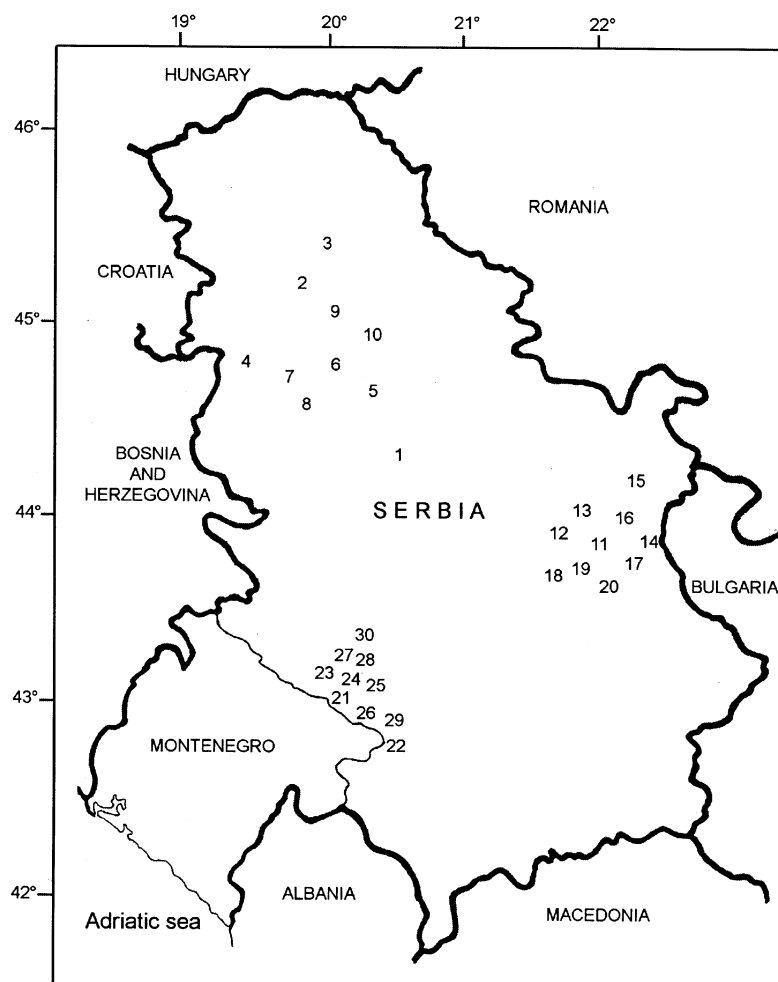 19° 20° 21° 22°
HUNGARY
46°
ROMANIA
3
CROATIA
2
9
45°
10
4
6
7
5
8
1
BOSNIA
AND
HERZEGOVINA
15
44°
SERBIA
13
16
12
11
14
17
19
18
20
BULGARIA
30
27
28
23
24
25
43°
21
26
29
22
MONTENEGRO
42°
ALBANIA
MACEDONIA
Adriatic sea